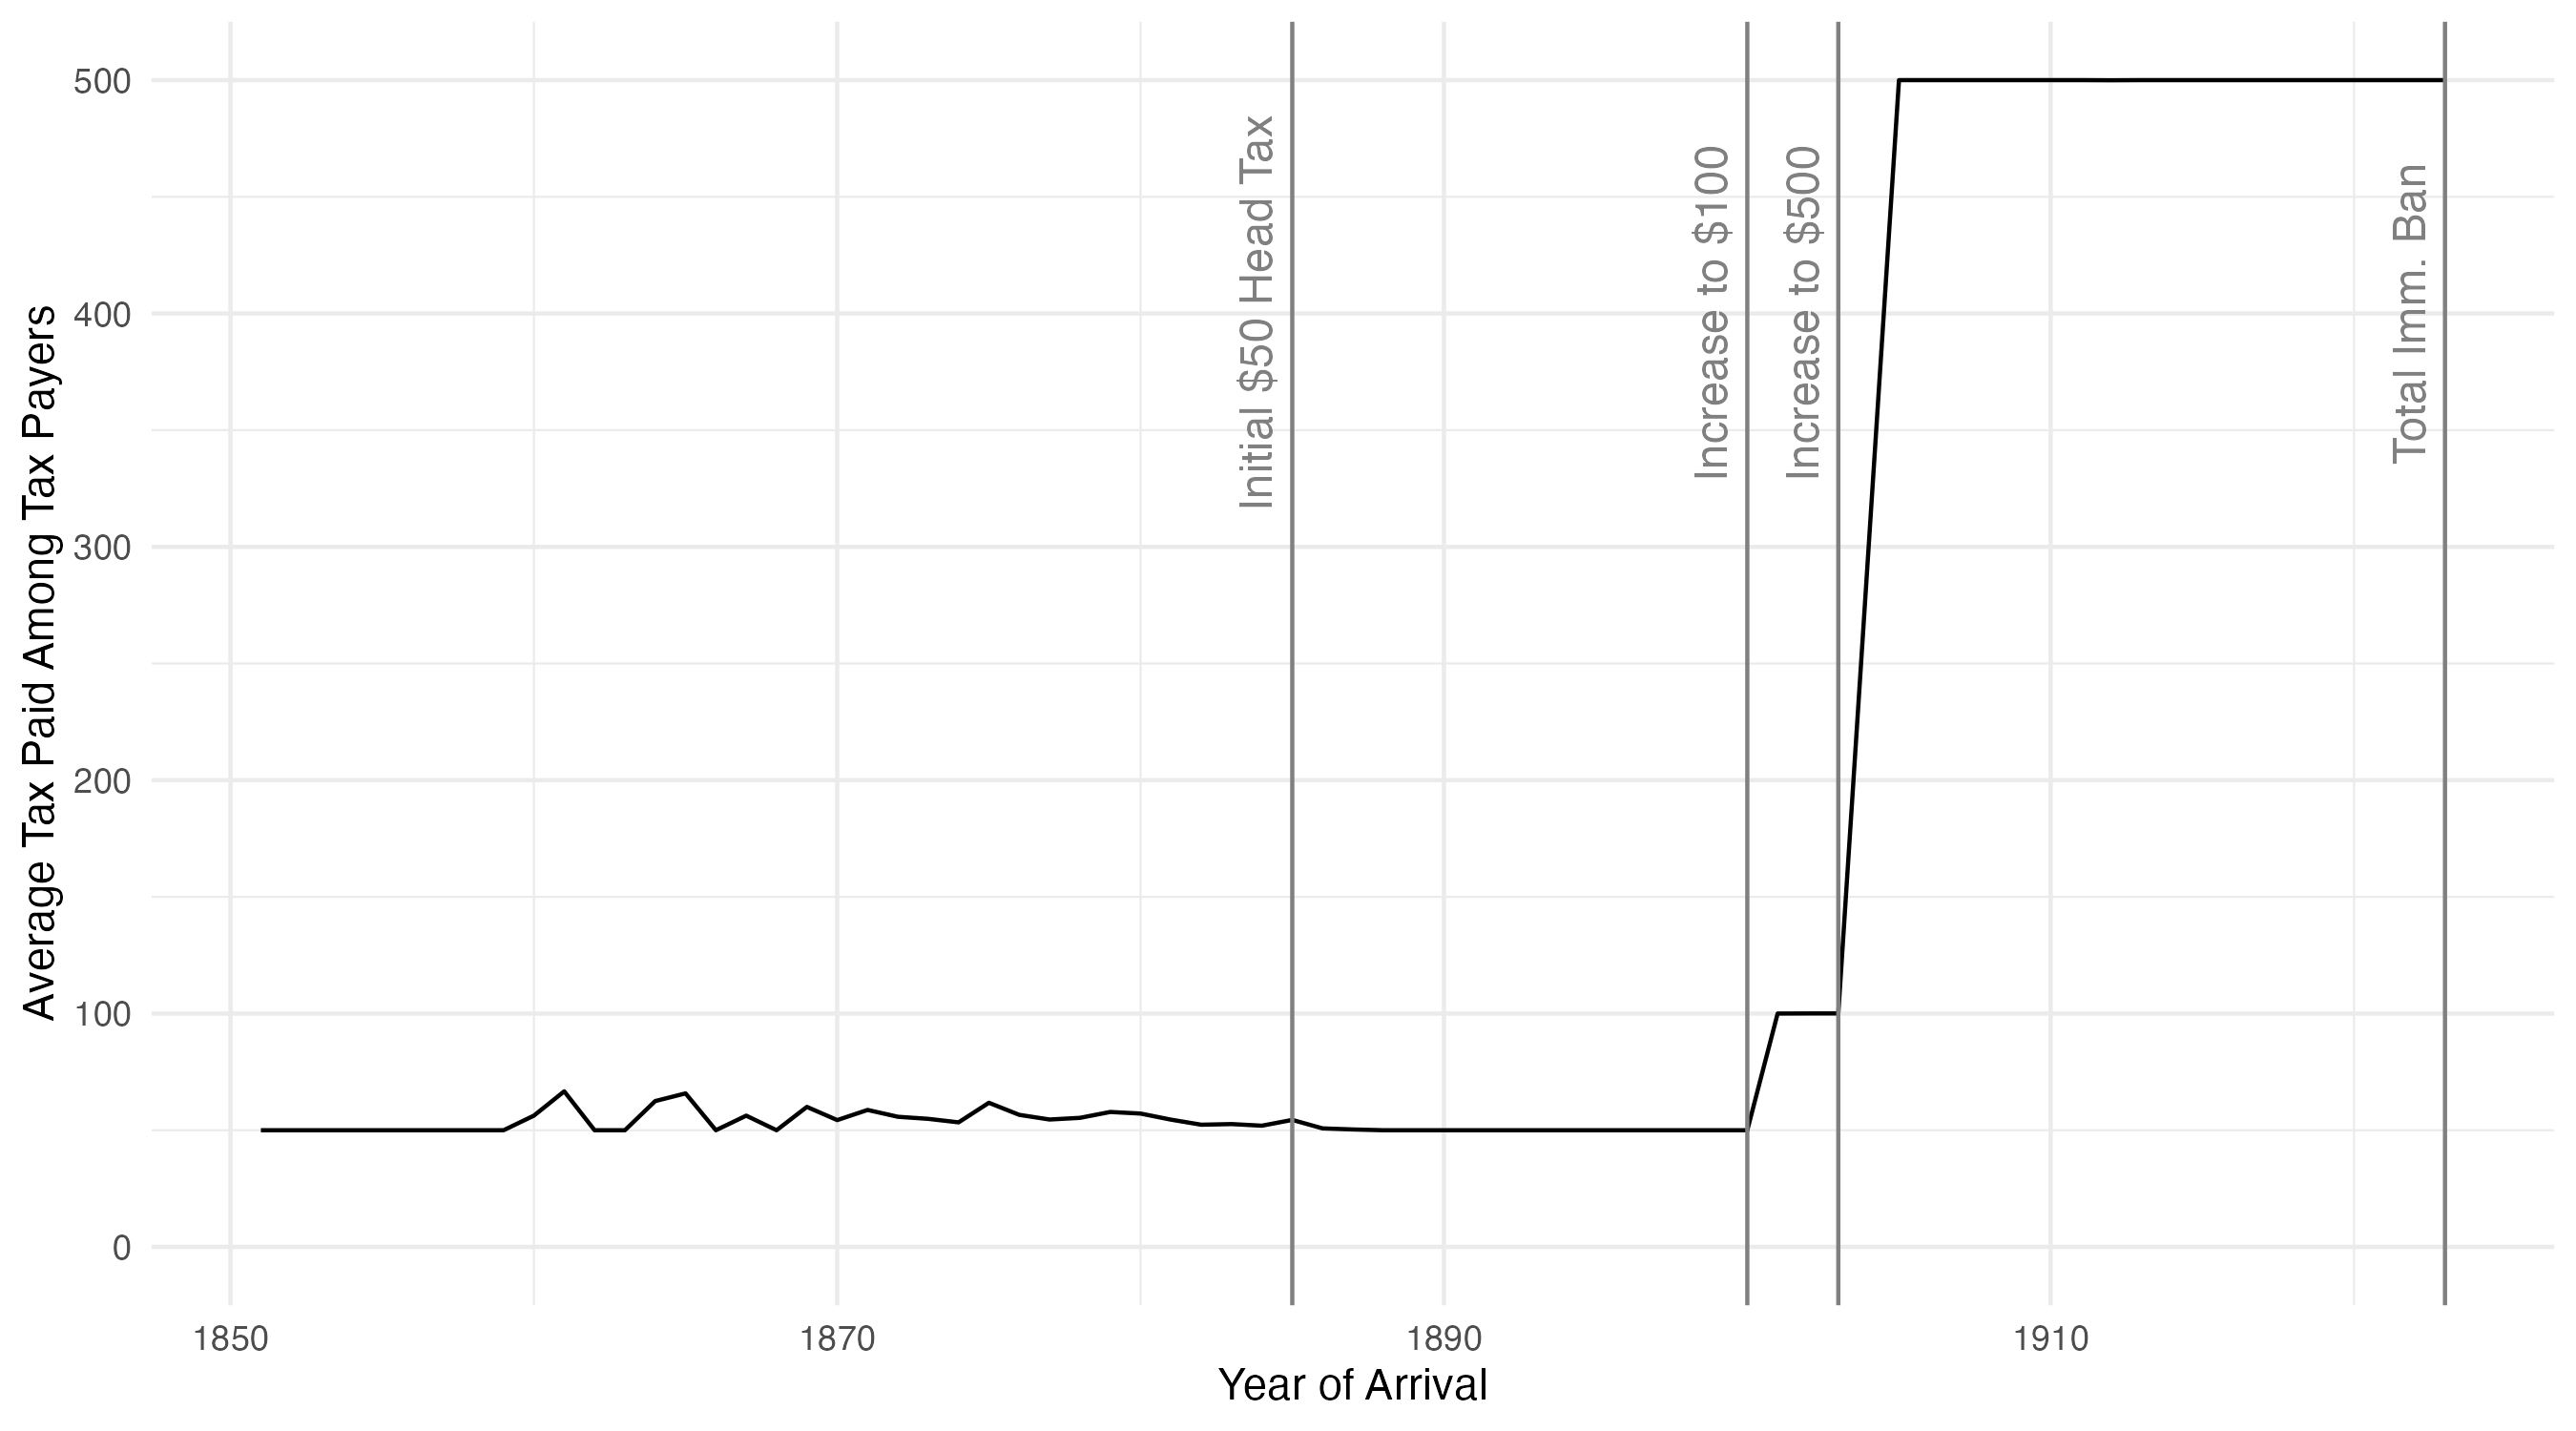 Average Tax Paid Among Tax Payers
500
400
300
200
100
0
Initial $50 Head Tax
Increase to $100
Increase to $500
Total Imm. Ban
1850
1870
1890
1910
Year of Arrival